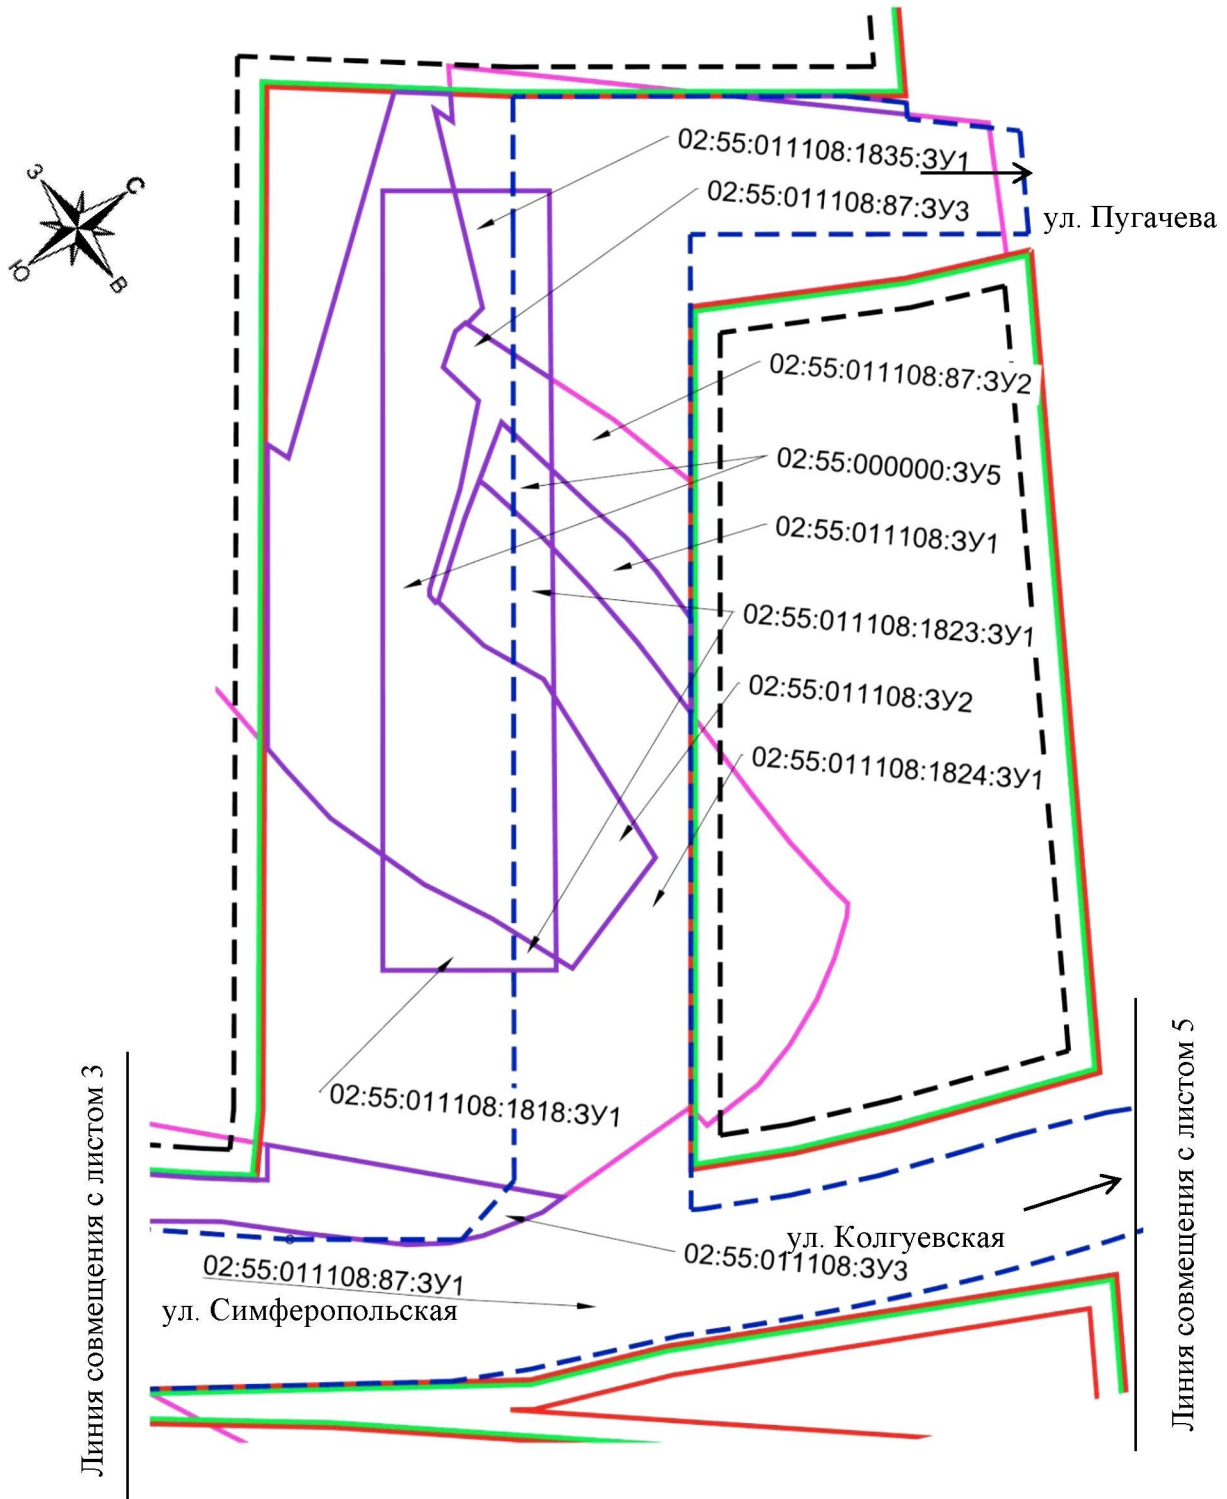 02:55:011108:1835:ЗУ1
З
С
02:55:011108:87:ЗУ3
ул. Пугачева
Ю
В
02:55:011108:87:ЗУ2
02:55:000000:ЗУ5
02:55:011108:ЗУ1
02:55:011108:1823:ЗУ1
02:55:011108:ЗУ2
02:55:011108:1824:ЗУ1
Линия совмещения с листом 3
Линия совмещения с листом 5
02:55:011108:1818:ЗУ1
ул. Колгуевская
02:55:011108:ЗУ3
02:55:011108:87:ЗУ1
ул. Симферопольская